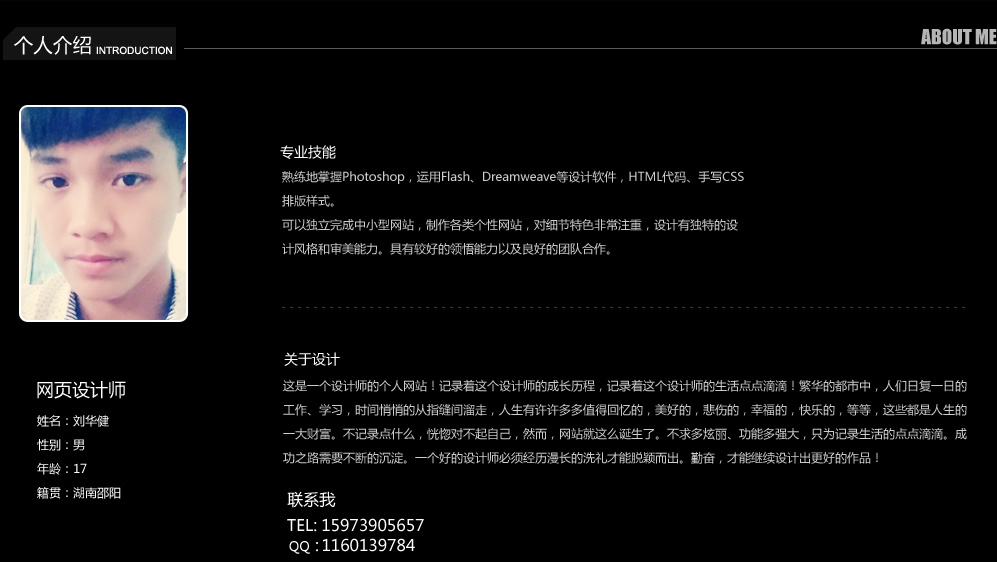 个人介绍 INTRODUCTION
ABOUT ME
专业技能
熟练地掌握Photoshop，运用Flash、Dreamweave等设计软件，HTML代码、手写CSS
排版样式。
可以独立完成中小型网站，制作各类个性网站，对细节特色非常注重，设计有独特的设
计风格和审美能力。具有较好的领悟能力以及良好的团队合作。
关于设计
这是一个设计师的个人网站！记录着这个设计师的成长历程，记录着这个设计师的生活点点滴滴！繁华的都市中，人们日复一日的
工作、学习，时间悄悄的从指缝间溜走，人生有许许多多值得回忆的，美好的，悲伤的，幸福的，快乐的，等等，这些都是人生的
一大财富。不记录点什么，恍惚对不起自己，然而，网站就这么诞生了。不求多炫丽、功能多强大，只为记录生活的点点滴滴。成
功之路需要不断的沉淀。一个好的设计师必须经历漫长的洗礼才能脱颖而出。勤奋，才能继续设计出更好的作品！
网页设计师
姓名：刘华健
性别：男
年龄：17
籍贯：湖南邵阳
联系我
TEL: 15973905657
QQ：1160139784